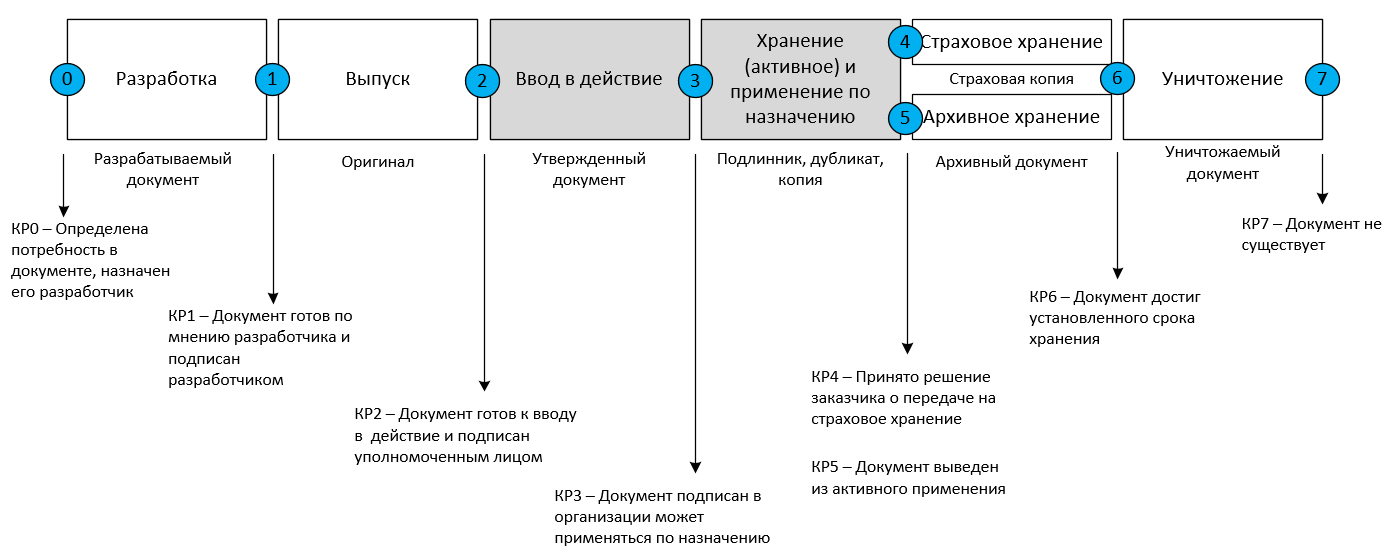 0
Разработка
1
Выпуск
2
Ввод в действие
3
Хранение
(активное) и
применение по
назначению
4
Страховое хранение
Страховая копия
5
Архивное хранение
6
Уничтожение
7
Разрабатываемый
документ
Оригинал
Утвержденный
документ
Подлинник, дубликат,
копия
Архивный документ
Уничтожаемый
документ
КР0 – Определена
потребность в
документе, назначен
его разработчик
КР1 – Документ готов по
мнению разработчика и
подписан
разработчиком
КР2 – Документ готов к вводу
в действие и подписан
уполномоченным лицом
КР3 – Документ подписан в
организации может
применяться по назначению
КР4 – Принято решение
заказчика о передаче на
страховое хранение
КР5 – Документ выведен
из активного применения
КР6 – Документ достиг
установленного срока
хранения
КР7 – Документ не
существует